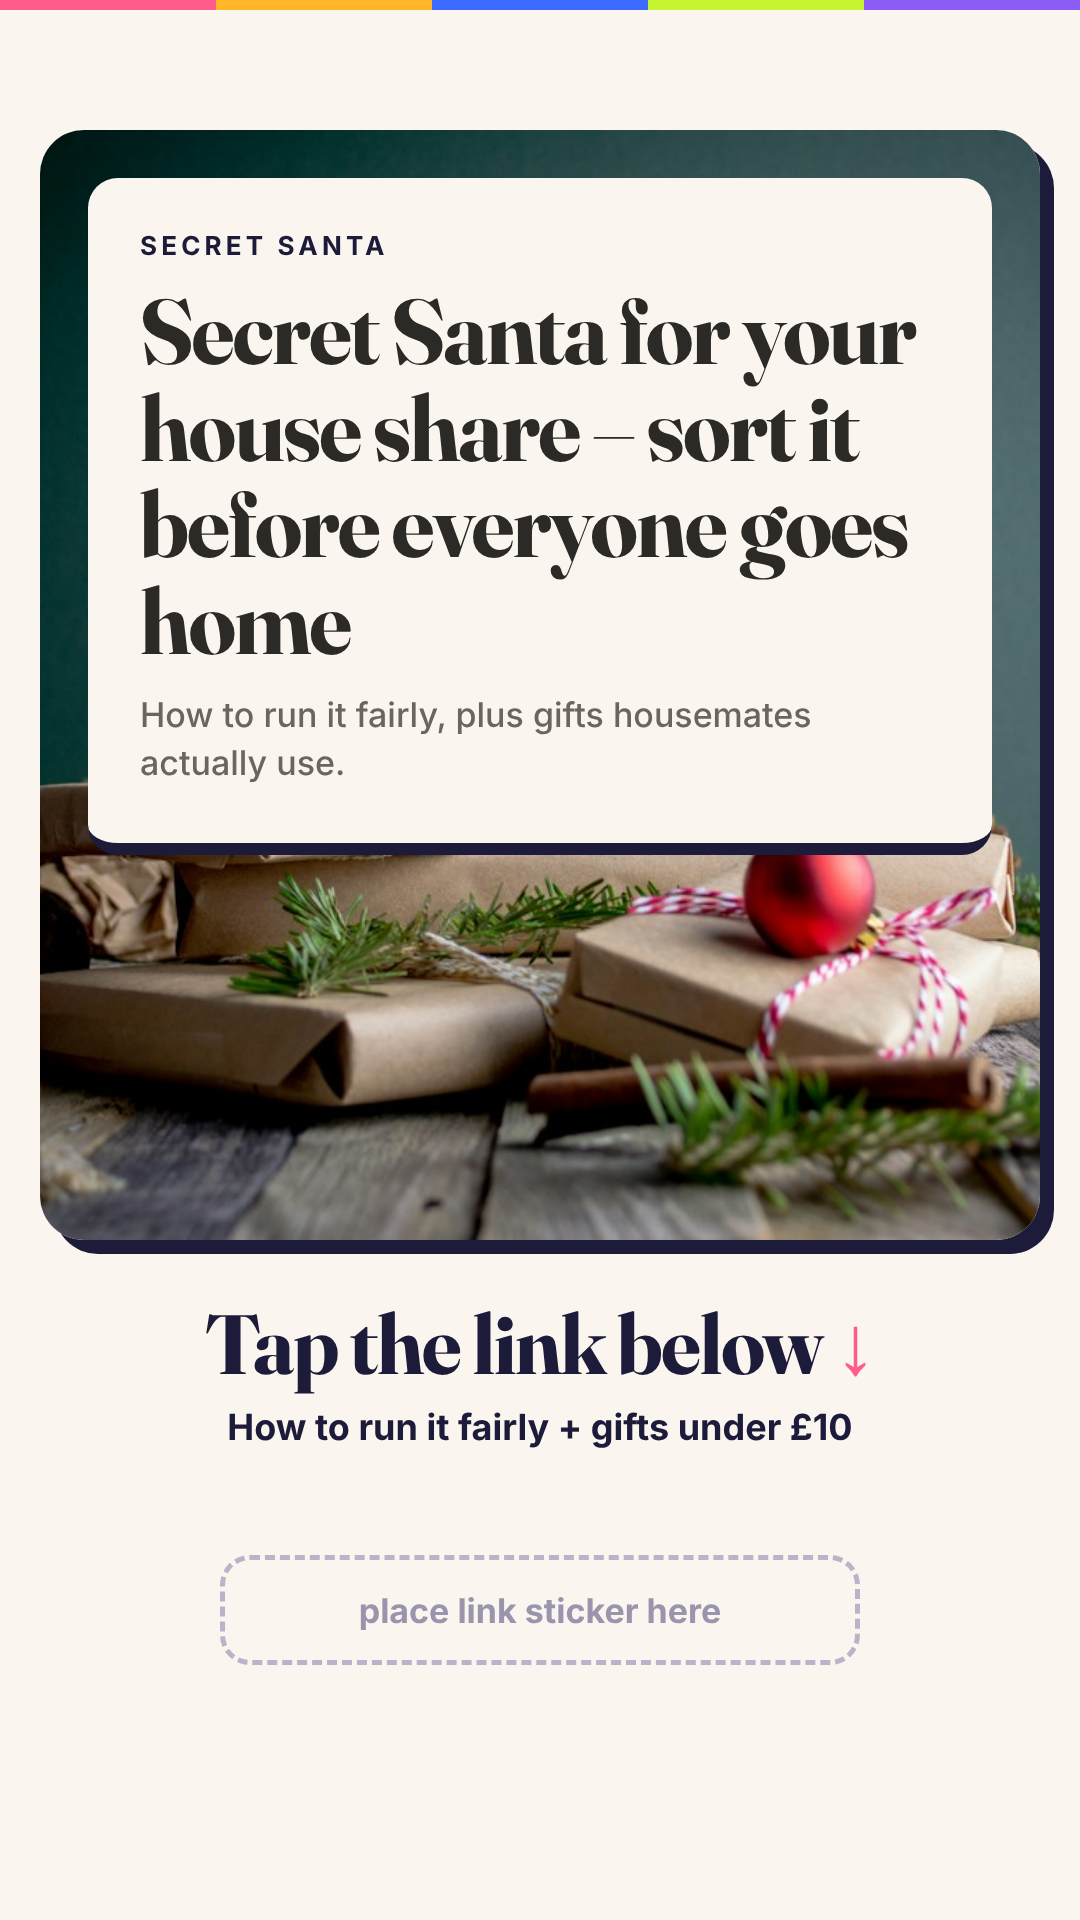 SECRET SANTA
Secret Santa for your
house share – sort it
before everyone goes
home
How to run it fairly, plus gifts housemates
actually use.
Tap the link below ↓
How to run it fairly + gifts under £10
place link sticker here